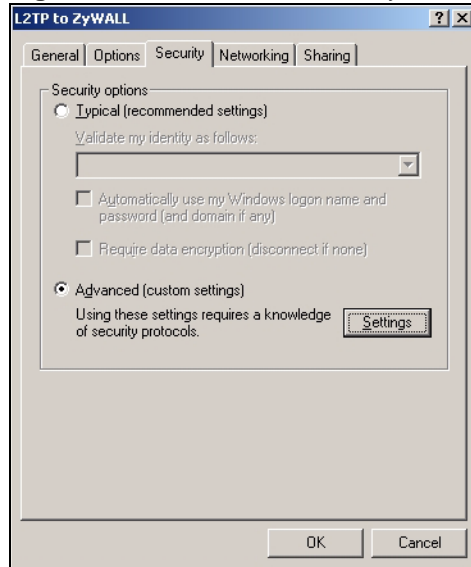 L2TP to ZyWALL
General Options Security Networking Sharing
Security options
Typical (recommended settings)
Validate my identity as follows:
Automatically use my Windows logon name and
password (and domain if any)
Require data encryption (disconnect if none)
Advanced (custom settings)
Using these settings requires a knowledge
of security protocols.
Settings
OK Cancel